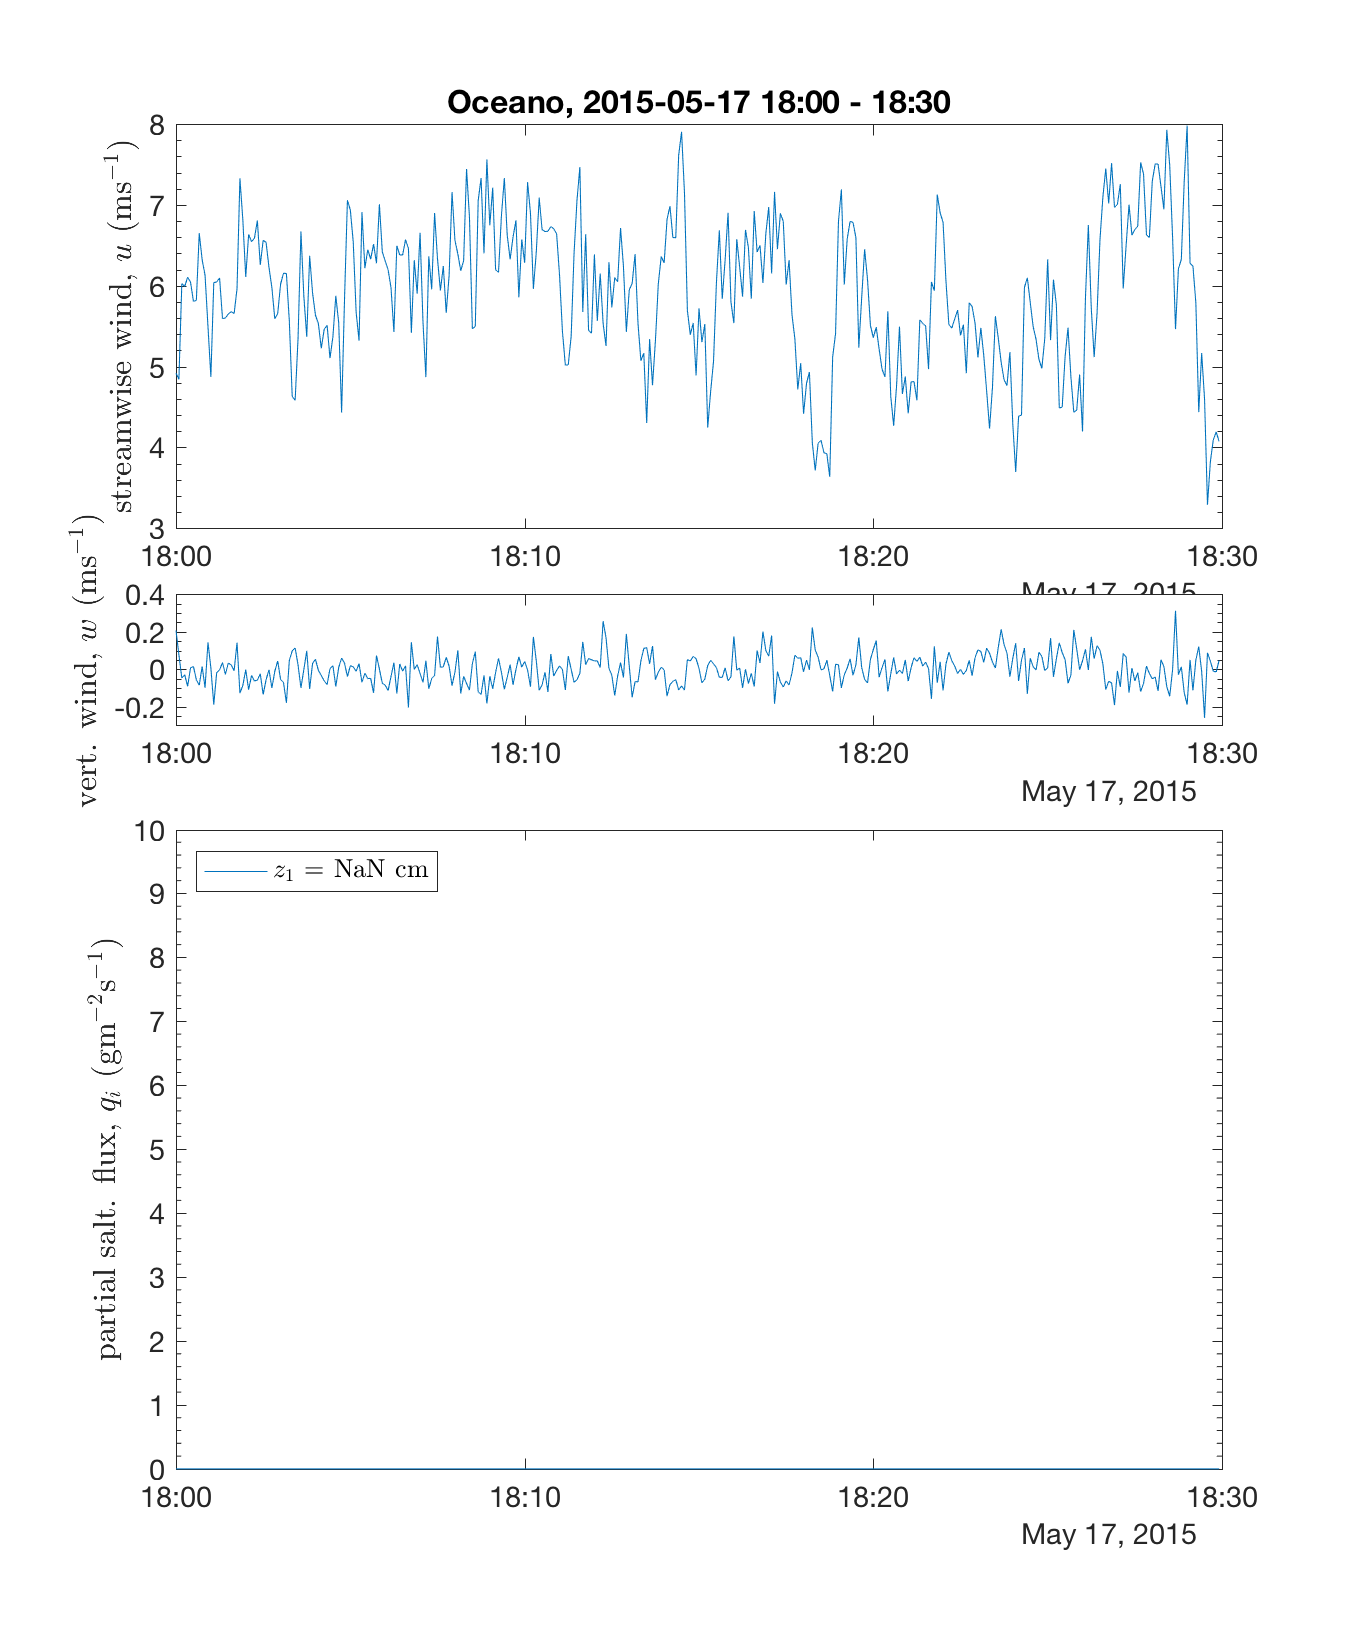 Oceano, 2015-05-17 18:00 - 18:30
streamwise wind, u (ms⁻¹)
8
7
6
5
4
3
18:00 18:10 18:20 18:30
May 17, 2015
vert. wind, w (ms⁻¹)
0.4
0.2
0
-0.2
18:00 18:10 18:20 18:30
May 17, 2015
partial salt. flux, qᵢ (gm⁻²s⁻¹)
10
9
8
7
6
5
4
3
2
1
0
z₁ = NaN cm
18:00 18:10 18:20 18:30
May 17, 2015